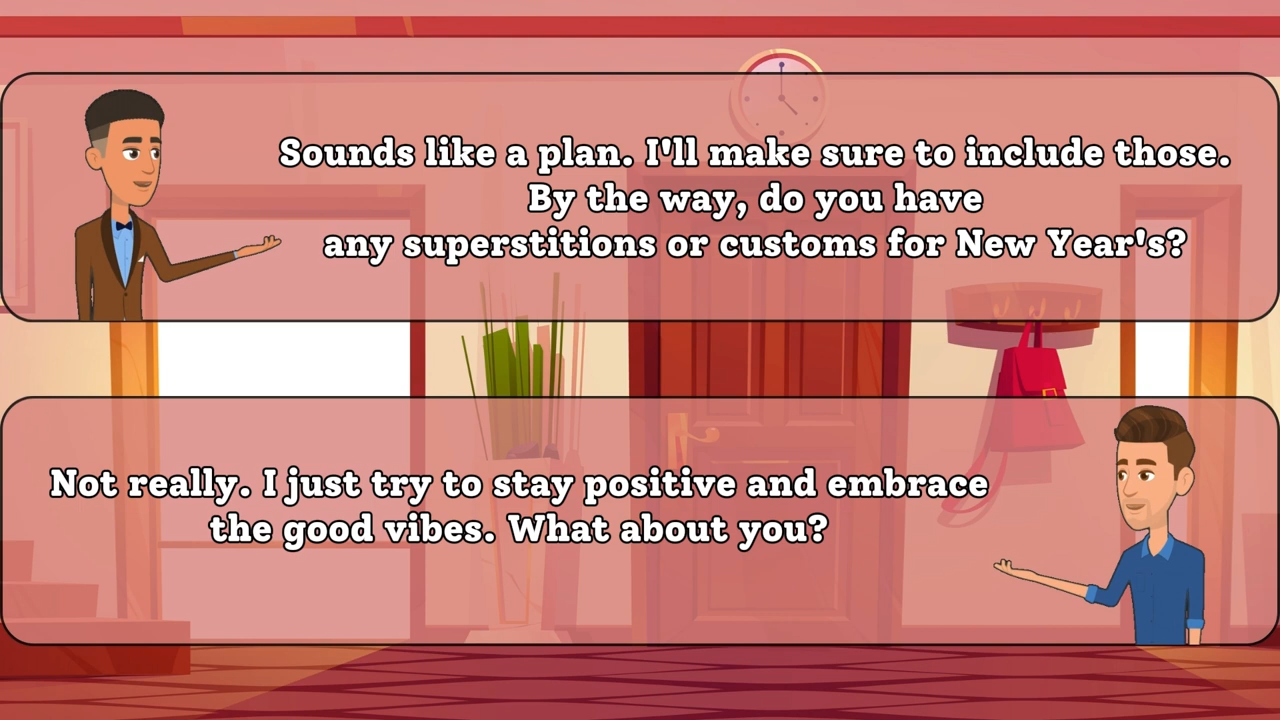 Sounds like a plan. I'll make sure to include those.
By the way, do you have
any superstitions or customs for New Year's?
Not really. I just try to stay positive and embrace
the good vibes. What about you?